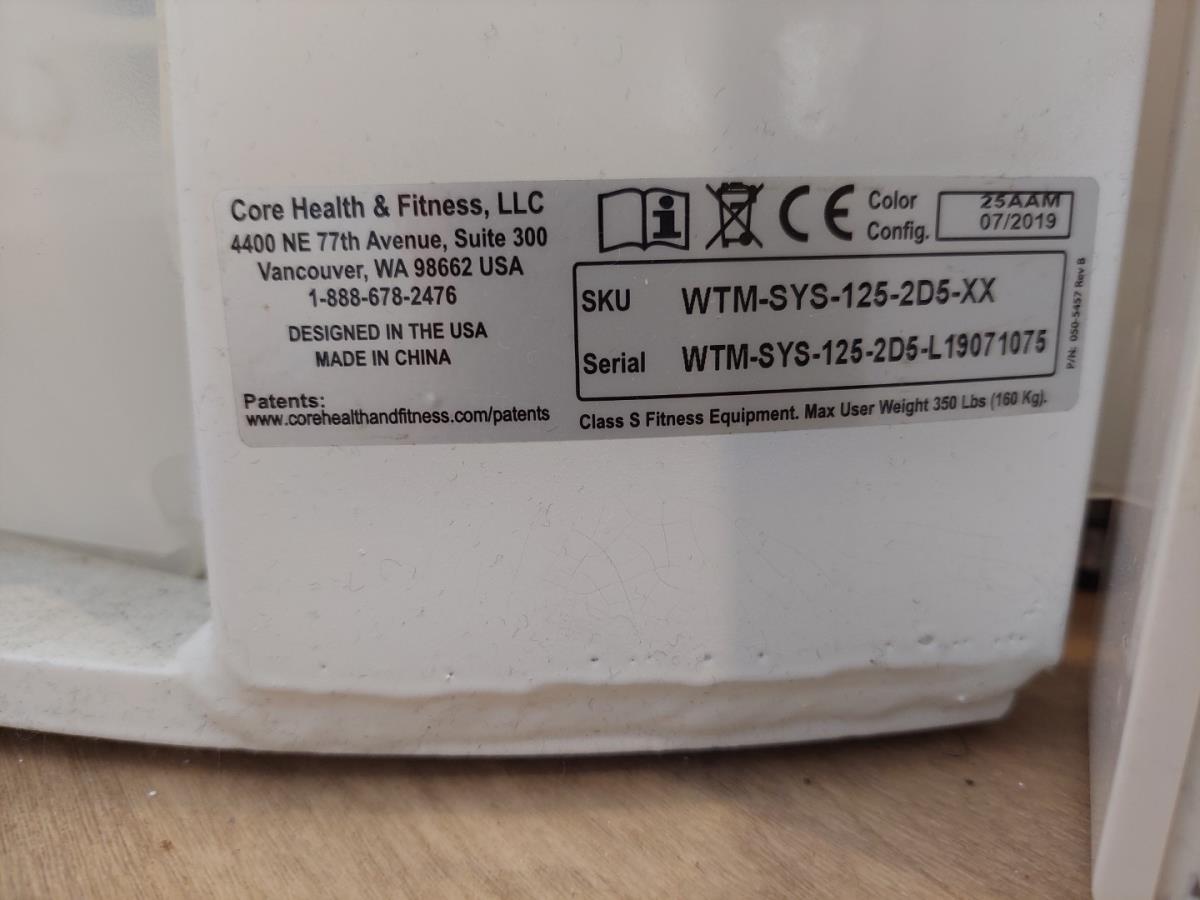 Core Health & Fitness, LLC
4400 NE 77th Avenue, Suite 300
Vancouver, WA 98662 USA
1-888-678-2476
DESIGNED IN THE USA
MADE IN CHINA
Patents:
www.corehealthandfitness.com/patents
Color 25AAM
Config. 07/2019
SKU WTM-SYS-125-2D5-XX
Serial WTM-SYS-125-2D5-L19071075
Class S Fitness Equipment. Max User Weight 350 Lbs (160 Kg).
P/N: 050-5457 Rev B